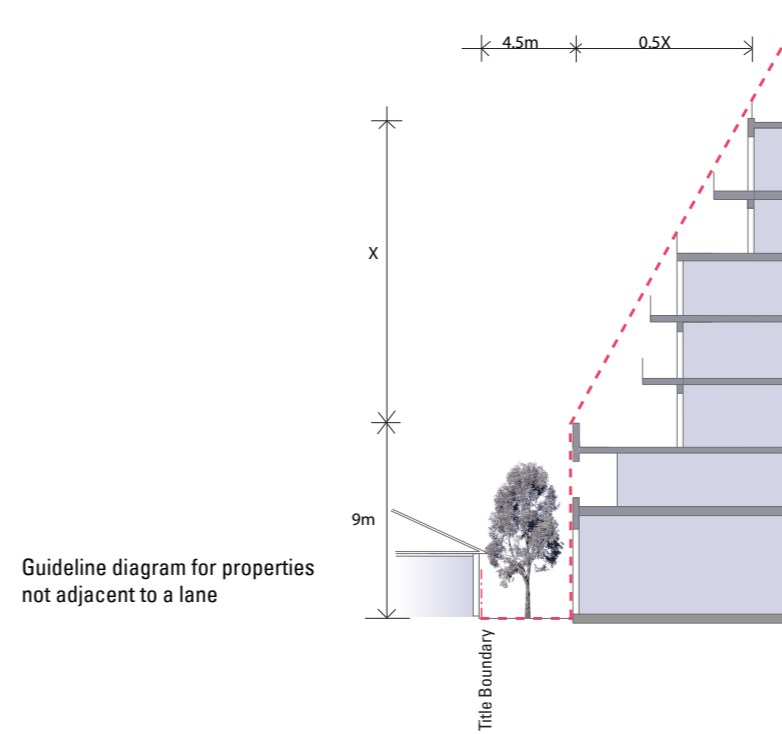 4.5m
0.5X
X
9m
Guideline diagram for properties
not adjacent to a lane
Title Boundary